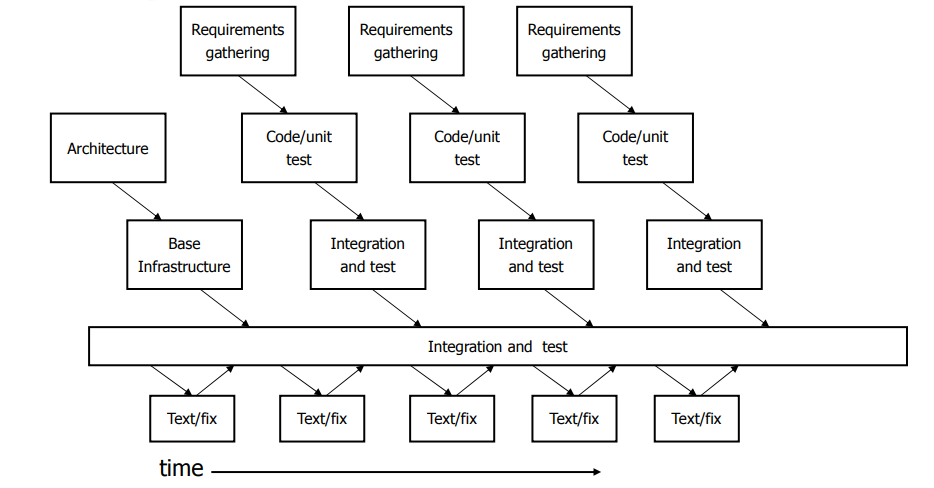 Requirements
gathering
Requirements
gathering
Requirements
gathering
Architecture
Code/unit
test
Code/unit
test
Code/unit
test
Base
Infrastructure
Integration
and test
Integration
and test
Integration
and test
Integration and test
Text/fix
Text/fix
Text/fix
Text/fix
Text/fix
time